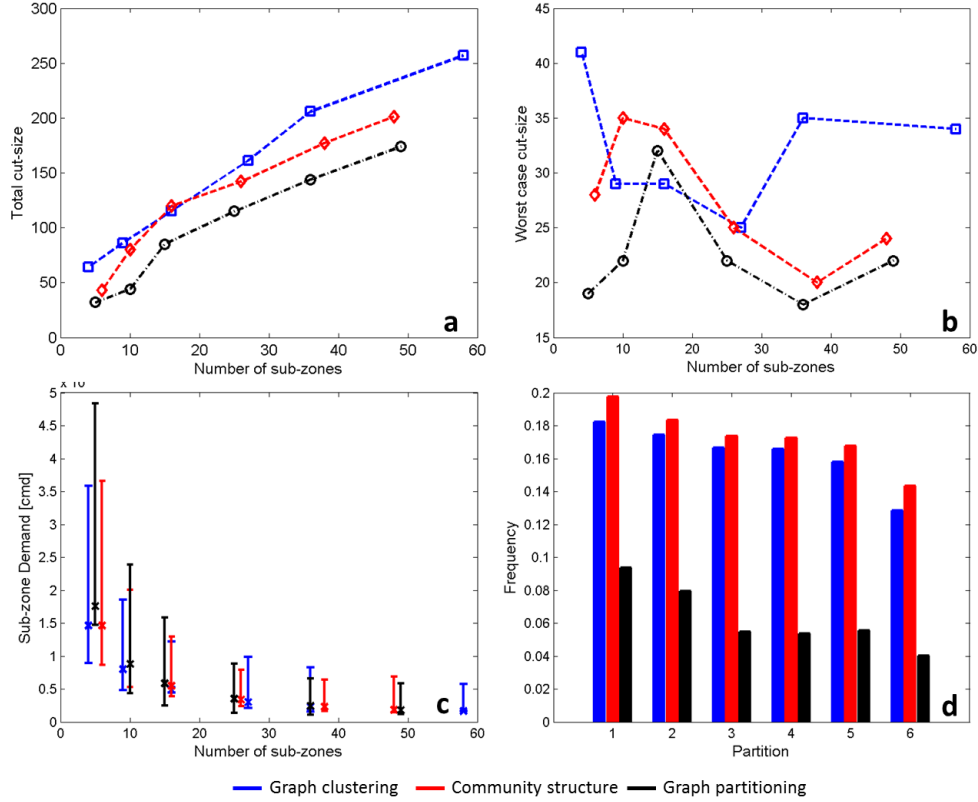 300
250
200
150
100
50
0
Total cut-size
0 10 20 30 40 50 60
Number of sub-zones
a
45
40
35
30
25
20
15
Worst case cut-size
0 10 20 30 40 50 60
Number of sub-zones
b
5
4.5
4
3.5
3
2.5
2
1.5
1
0.5
0
Sub-zone Demand [cmd]
0 10 20 30 40 50 60
Number of sub-zones
c
0.2
0.18
0.16
0.14
0.12
0.1
0.08
0.06
0.04
0.02
0
Frequency
1 2 3 4 5 6
Partition
d
Graph clustering Community structure Graph partitioning